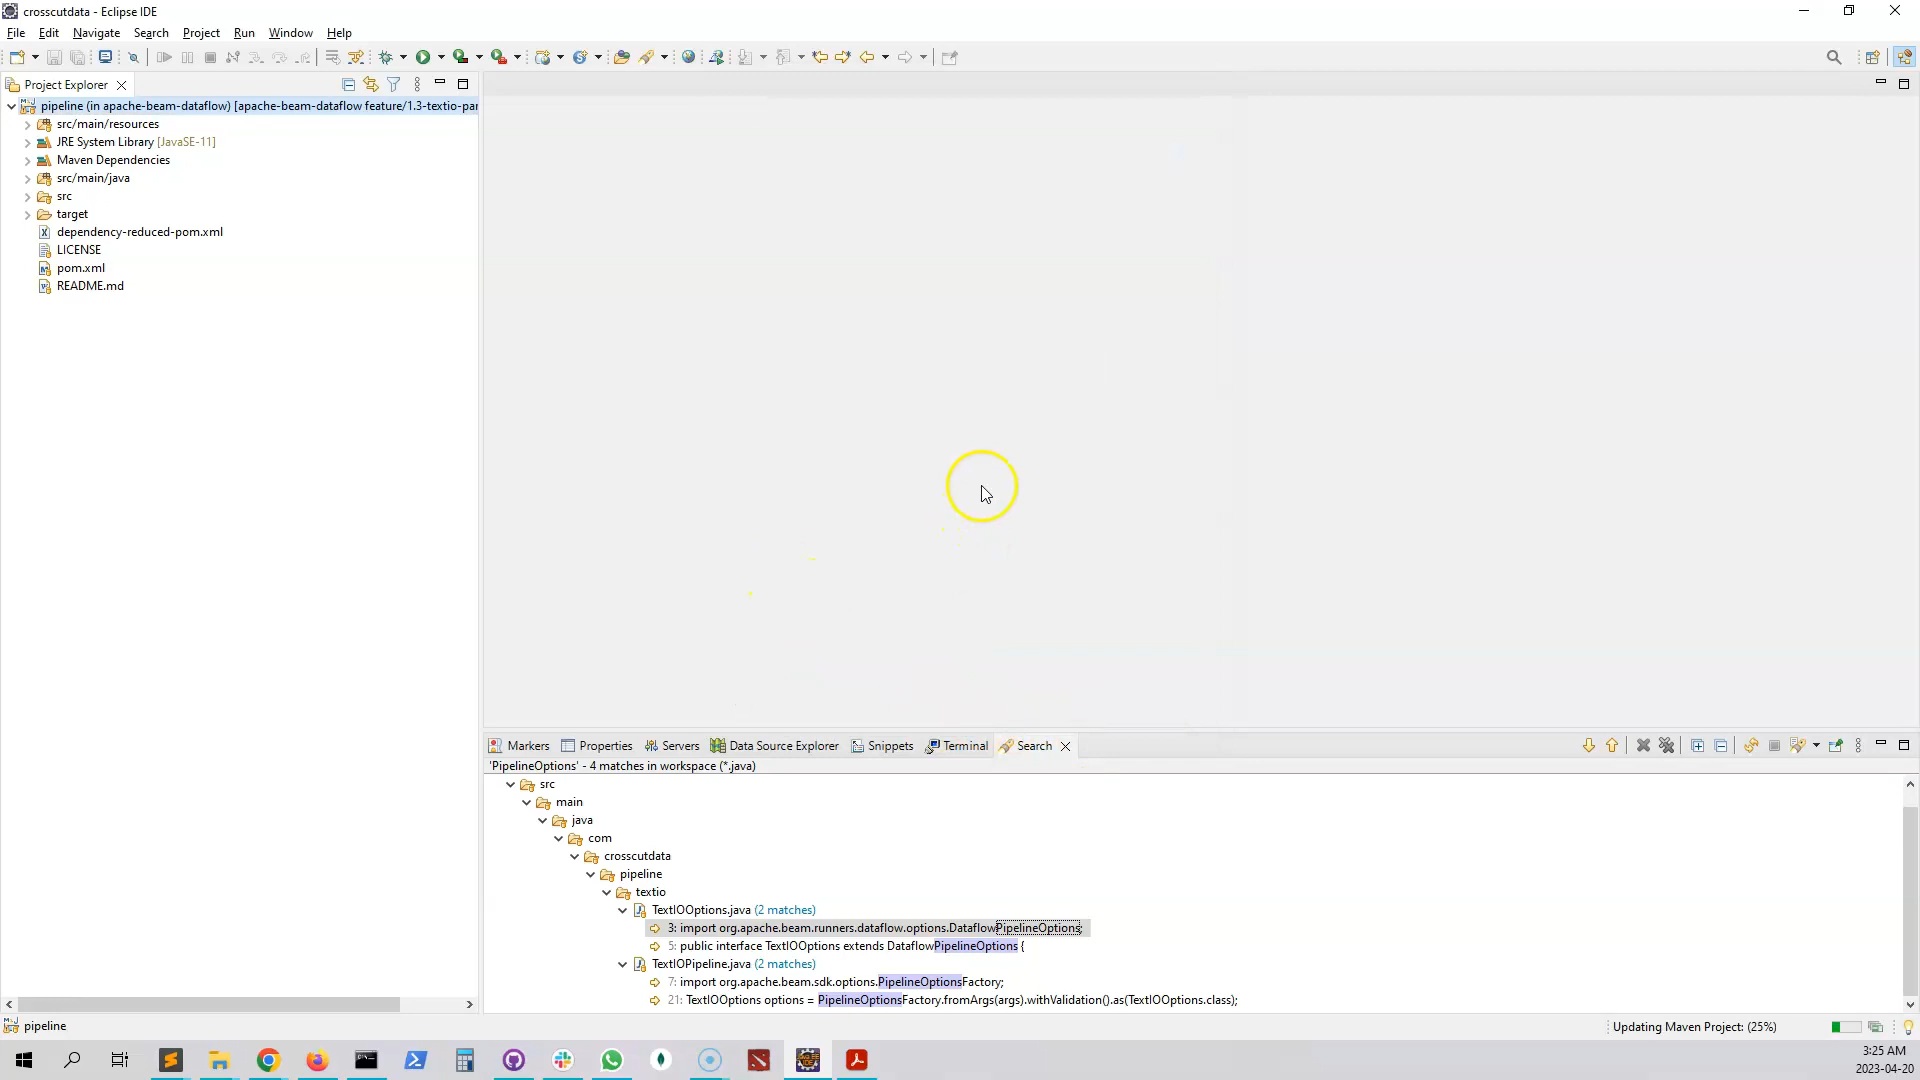 crosscutdata - Eclipse IDE
File Edit Navigate Search Project Run Window Help
Project Explorer
pipeline (in apache-beam-dataflow) [apache-beam-dataflow feature/1.3-textio-par
src/main/resources
JRE System Library [JavaSE-11]
Maven Dependencies
src/main/java
src
target
dependency-reduced-pom.xml
LICENSE
pom.xml
README.md
Markers Properties Servers Data Source Explorer Snippets Terminal Search
'PipelineOptions' - 4 matches in workspace (*.java)
src
main
java
com
crosscutdata
pipeline
textio
TextIOOptions.java (2 matches)
3: import org.apache.beam.runners.dataflow.options.DataflowPipelineOptions;
5: public interface TextIOOptions extends DataflowPipelineOptions {
TextIOPipeline.java (2 matches)
7: import org.apache.beam.sdk.options.PipelineOptionsFactory;
21: TextIOOptions options = PipelineOptionsFactory.fromArgs(args).withValidation().as(TextIOOptions.class);
pipeline
Updating Maven Project: (25%)
3:25 AM
2023-04-20